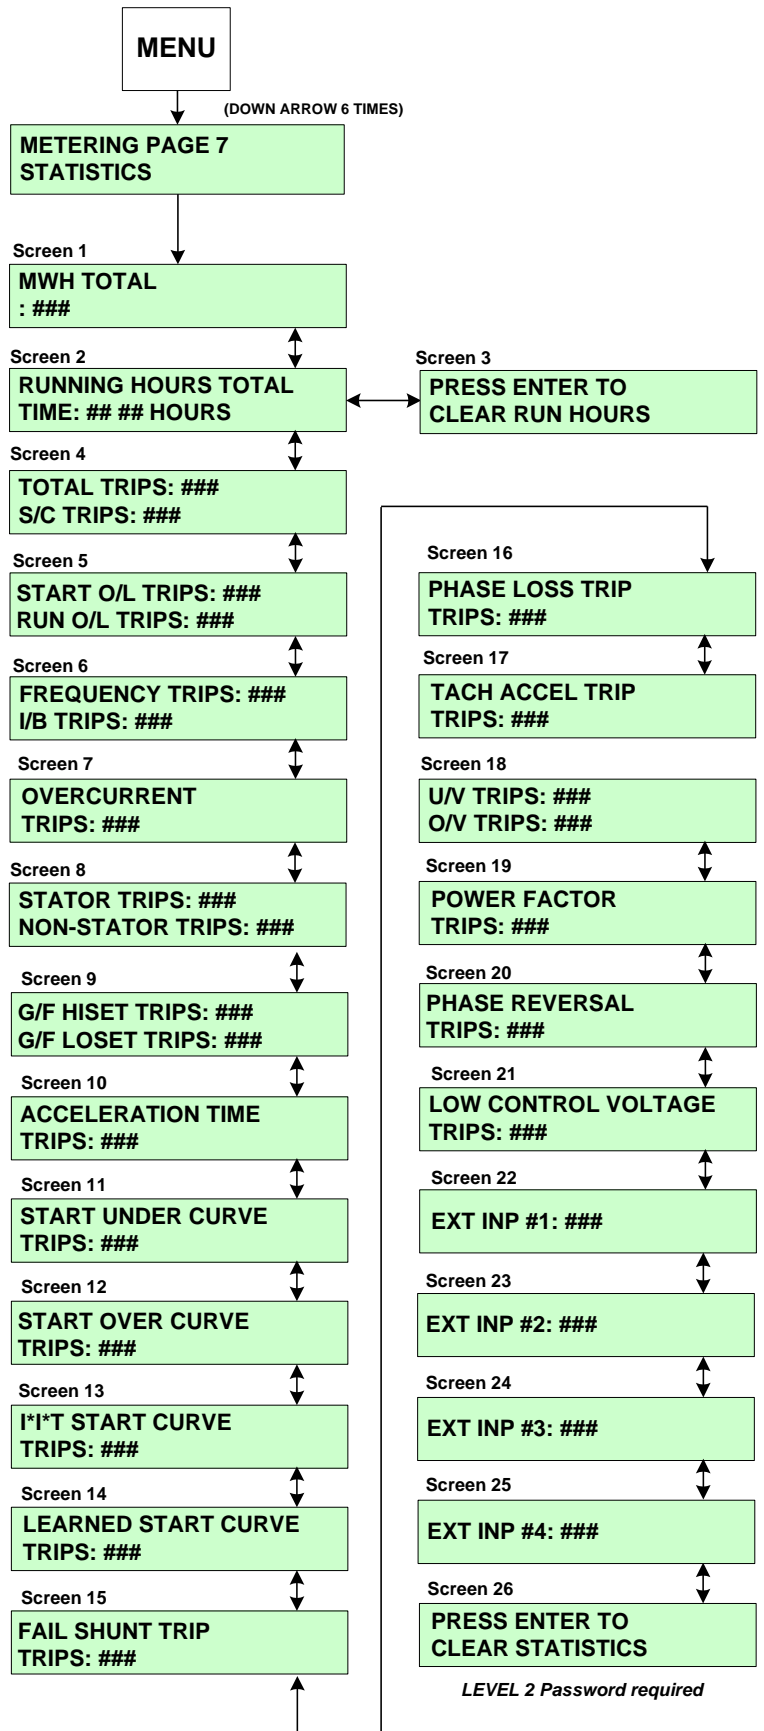 MENU
(DOWN ARROW 6 TIMES)
METERING PAGE 7
STATISTICS
Screen 1
MWH TOTAL
: ###
Screen 2
RUNNING HOURS TOTAL
TIME: ## ## HOURS
Screen 3
PRESS ENTER TO
CLEAR RUN HOURS
Screen 4
TOTAL TRIPS: ###
S/C TRIPS: ###
Screen 5
START O/L TRIPS: ###
RUN O/L TRIPS: ###
Screen 6
FREQUENCY TRIPS: ###
I/B TRIPS: ###
Screen 7
OVERCURRENT
TRIPS: ###
Screen 8
STATOR TRIPS: ###
NON-STATOR TRIPS: ###
Screen 9
G/F HISET TRIPS: ###
G/F LOSET TRIPS: ###
Screen 10
ACCELERATION TIME
TRIPS: ###
Screen 11
START UNDER CURVE
TRIPS: ###
Screen 12
START OVER CURVE
TRIPS: ###
Screen 13
I*I*T START CURVE
TRIPS: ###
Screen 14
LEARNED START CURVE
TRIPS: ###
Screen 15
FAIL SHUNT TRIP
TRIPS: ###
Screen 16
PHASE LOSS TRIP
TRIPS: ###
Screen 17
TACH ACCEL TRIP
TRIPS: ###
Screen 18
U/V TRIPS: ###
O/V TRIPS: ###
Screen 19
POWER FACTOR
TRIPS: ###
Screen 20
PHASE REVERSAL
TRIPS: ###
Screen 21
LOW CONTROL VOLTAGE
TRIPS: ###
Screen 22
EXT INP #1: ###
Screen 23
EXT INP #2: ###
Screen 24
EXT INP #3: ###
Screen 25
EXT INP #4: ###
Screen 26
PRESS ENTER TO
CLEAR STATISTICS
LEVEL 2 Password required